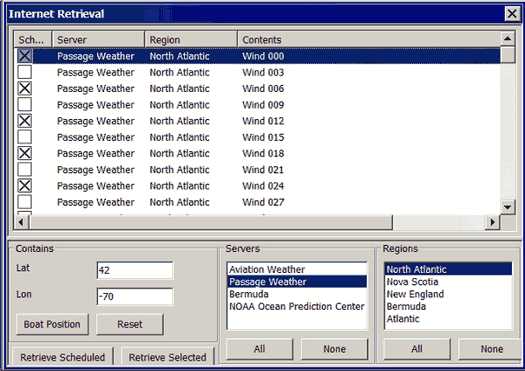 Internet Retrieval
Sch... Server Region Contents
Passage Weather North Atlantic Wind 000
Passage Weather North Atlantic Wind 003
Passage Weather North Atlantic Wind 006
Passage Weather North Atlantic Wind 009
Passage Weather North Atlantic Wind 012
Passage Weather North Atlantic Wind 015
Passage Weather North Atlantic Wind 018
Passage Weather North Atlantic Wind 021
Passage Weather North Atlantic Wind 024
Passage Weather North Atlantic Wind 027
Contains
Lat 42
Lon -70
Boat Position Reset
Retrieve Scheduled Retrieve Selected
Servers
Aviation Weather
Passage Weather
Bermuda
NOAA Ocean Prediction Center
All None
Regions
North Atlantic
Nova Scotia
New England
Bermuda
Atlantic
All None